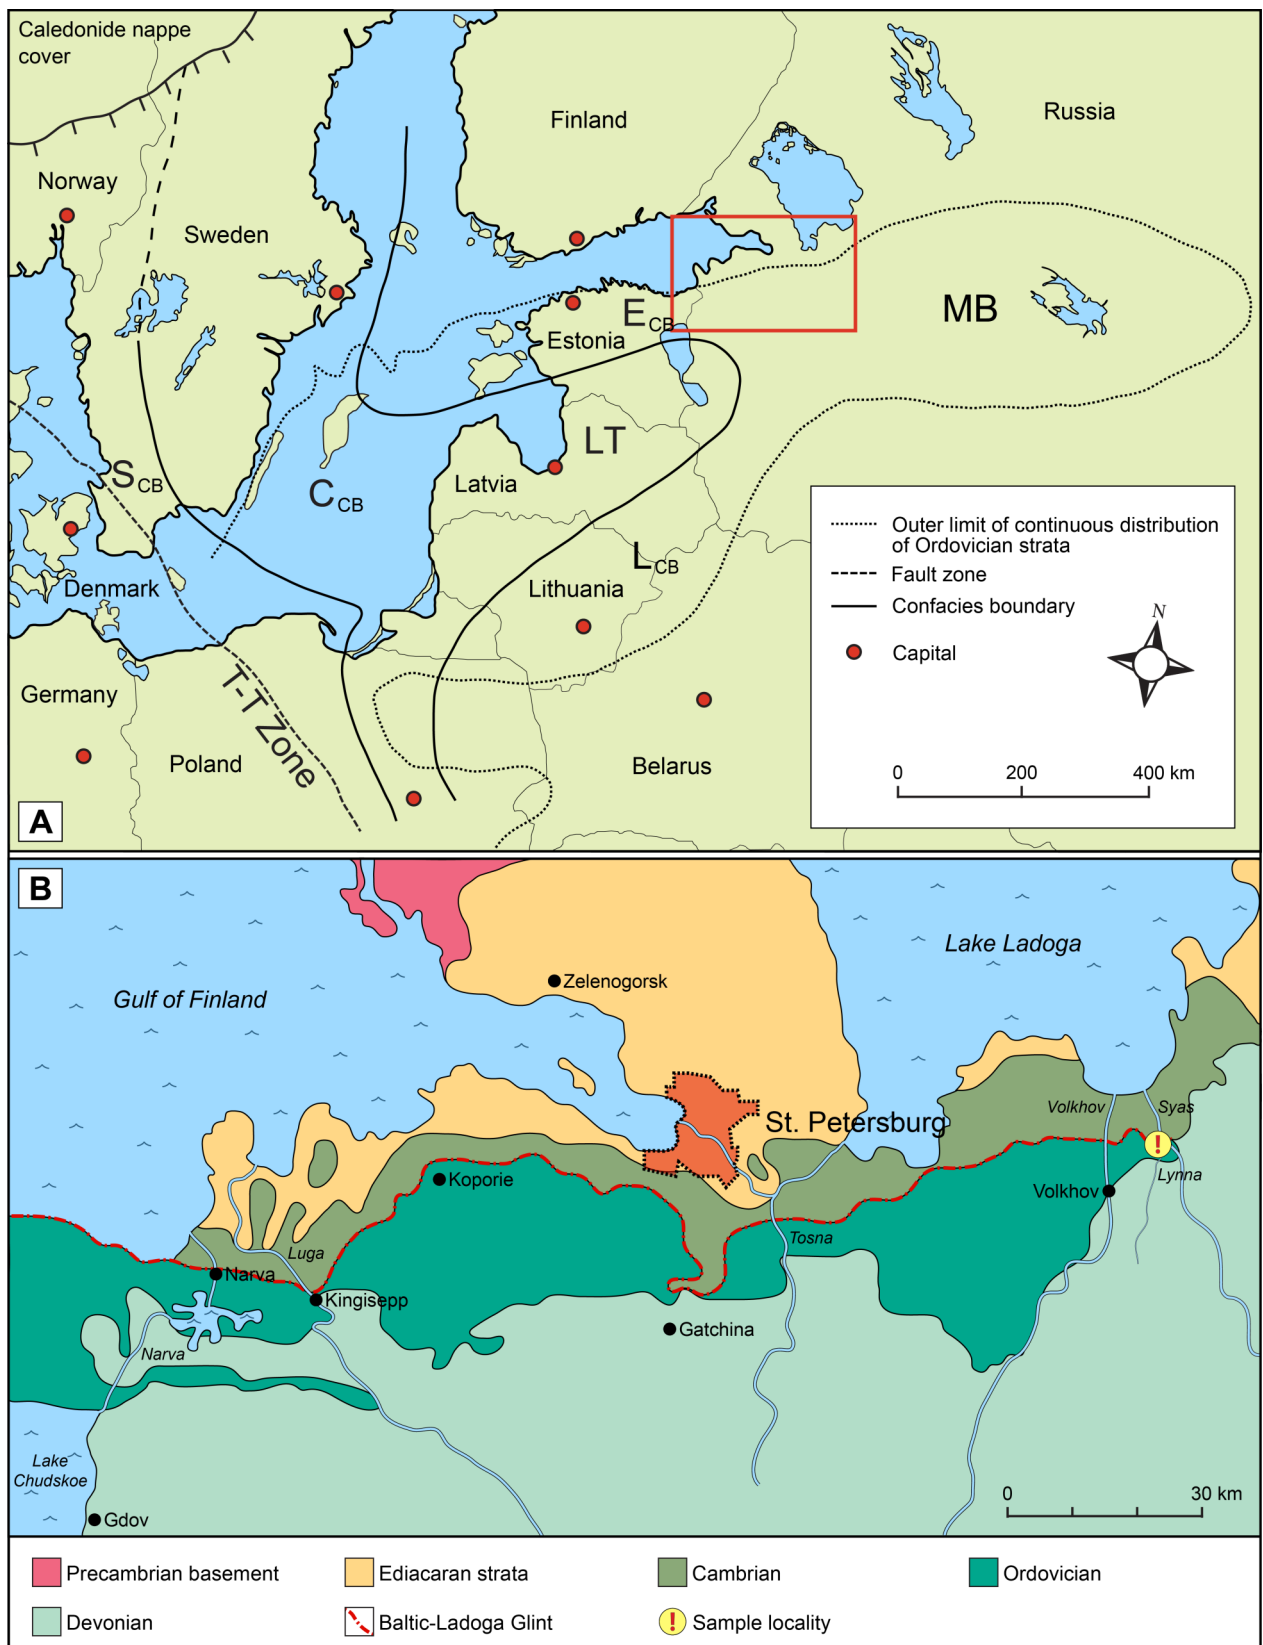 Caledonide nappe
cover
Finland
Russia
Norway
Sweden
MB
E CB
Estonia
LT
S CB
C CB
Latvia
L CB
Denmark
Lithuania
Germany
T-T Zone
Poland
Belarus
Outer limit of continuous distribution
of Ordovician strata
Fault zone
Confacies boundary
Capital
N
0 200 400 km
A
B
Lake Ladoga
Gulf of Finland
Zelenogorsk
St. Petersburg
Volkhov
Syas
Koporie
Lynna
Volkhov
Tosna
Luga
Narva
Kingisepp
Gatchina
Narva
Lake
Chudskoe
0 30 km
Gdov
!
Precambrian basement
Ediacaran strata
Cambrian
Ordovician
Devonian
Baltic-Ladoga Glint
! Sample locality